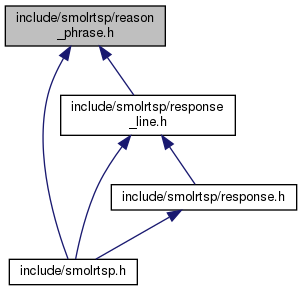 include/smolrtsp/reason
_phrase.h
include/smolrtsp/response
_line.h
include/smolrtsp/response.h
include/smolrtsp.h